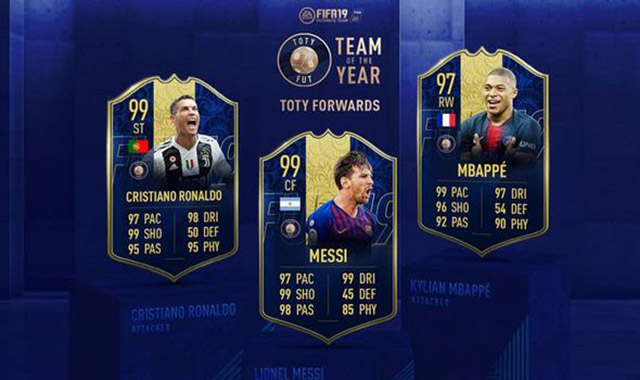 EA SPORTS FIFA19
ULTIMATE TEAM
TOTY
FUT
TEAM
OF THE
YEAR
TOTY FORWARDS
99
ST
CRISTIANO RONALDO
97 PAC 98 DRI
99 SHO 50 DEF
95 PAS 95 PHY
99
CF
MESSI
97 PAC 99 DRI
99 SHO 45 DEF
98 PAS 85 PHY
97
RW
MBAPPÉ
99 PAC 97 DRI
96 SHO 54 DEF
92 PAS 90 PHY
CRISTIANO RONALDO
ATTACKER
LIONEL MESSI
KYLIAN MBAPPÉ
ATTACKER